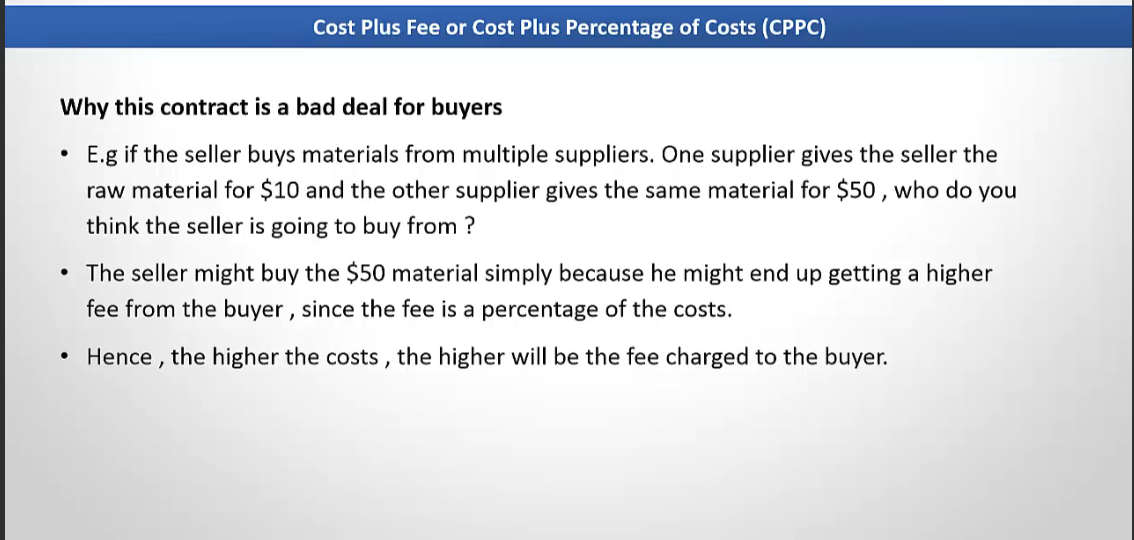 Cost Plus Fee or Cost Plus Percentage of Costs (CPPC)
Why this contract is a bad deal for buyers
• E.g if the seller buys materials from multiple suppliers. One supplier gives the seller the
raw material for $10 and the other supplier gives the same material for $50 , who do you
think the seller is going to buy from ?
• The seller might buy the $50 material simply because he might end up getting a higher
fee from the buyer , since the fee is a percentage of the costs.
• Hence , the higher the costs , the higher will be the fee charged to the buyer.